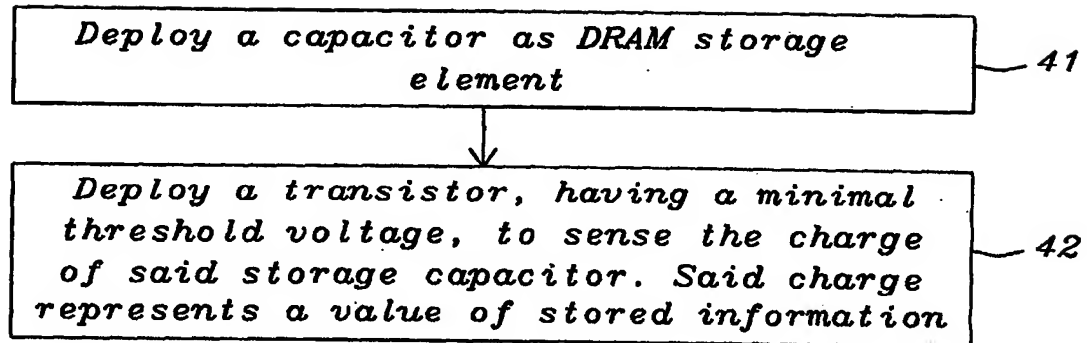 Deploy a capacitor as DRAM storage
element
41
Deploy a transistor, having a minimal
threshold voltage, to sense the charge
of said storage capacitor. Said charge
represents a value of stored information
42